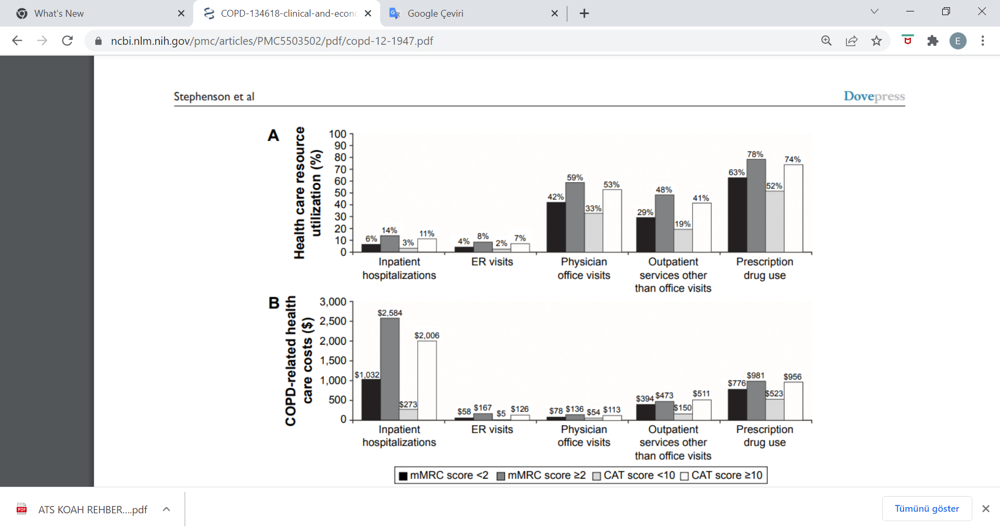 What's New
COPD-134618-clinical-and-econ
Google Çeviri
ncbi.nlm.nih.gov/pmc/articles/PMC5503502/pdf/copd-12-1947.pdf
E
Stephenson et al
Dovepress
A
Health care resource
utilization (%)
100
90
80
70
60
50
40
30
20
10
0
6%
14%
3%
11%
4%
8%
2%
7%
42%
59%
33%
53%
29%
48%
19%
41%
63%
78%
52%
74%
Inpatient
hospitalizations
ER visits
Physician
office visits
Outpatient
services other
than office visits
Prescription
drug use
B
COPD-related health
care costs ($)
3,000
2,500
2,000
1,500
1,000
500
0
$1,032
$2,584
$273
$2,006
$58
$167
$5
$126
$78
$136
$54
$113
$394
$473
$150
$511
$776
$981
$523
$956
Inpatient
hospitalizations
ER visits
Physician
office visits
Outpatient
services other
than office visits
Prescription
drug use
mMRC score <2 mMRC score ≥2 CAT score <10 CAT score ≥10
PDF
ATS KOAH REHBER....pdf
Tümünü göster